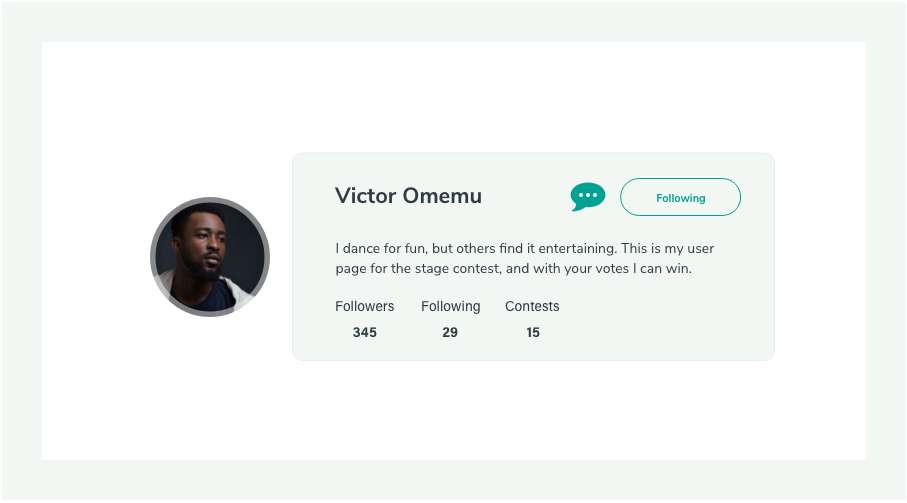 Victor Omemu
Following
I dance for fun, but others find it entertaining. This is my user
page for the stage contest, and with your votes I can win.
Followers Following Contests
345 29 15